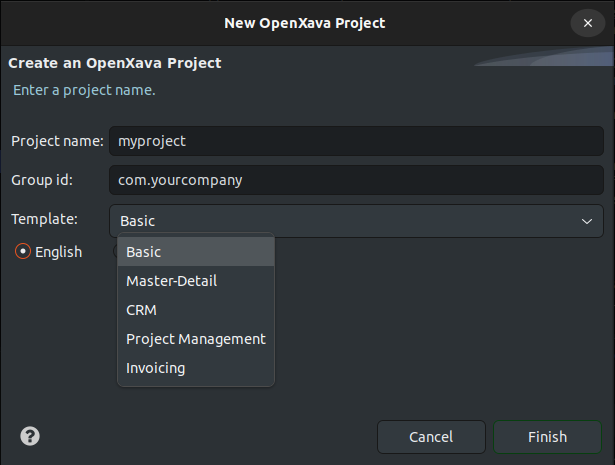 New OpenXava Project
Create an OpenXava Project
Enter a project name.
Project name: myproject
Group id: com.yourcompany
Template: Basic
English
Basic
Master-Detail
CRM
Project Management
Invoicing
Cancel Finish